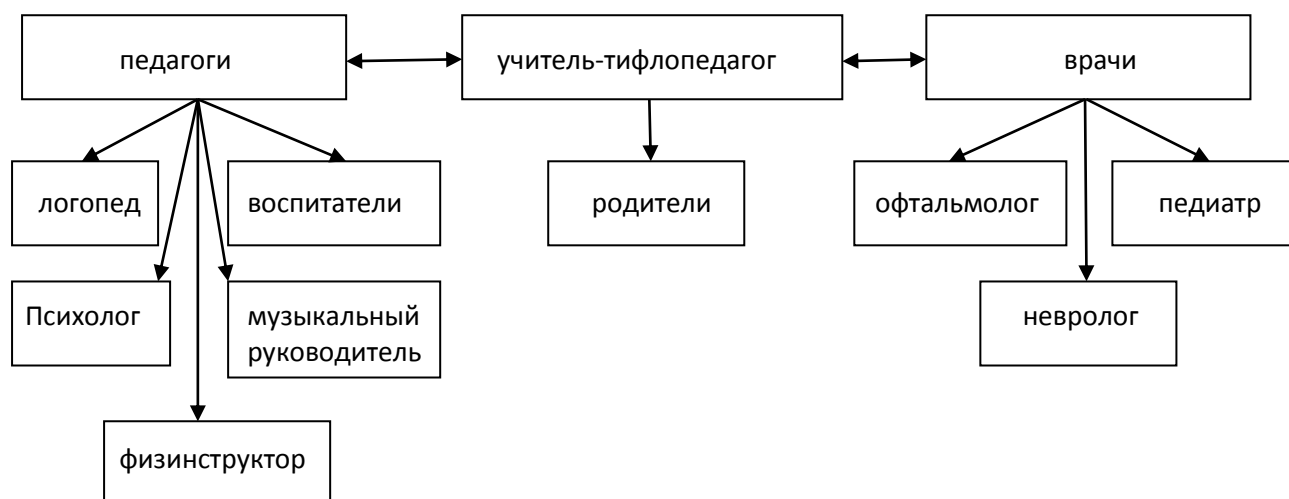 педагоги
учитель-тифлопедагог
врачи
логопед
воспитатели
родители
офтальмолог
педиатр
Психолог
музыкальный
руководитель
невролог
физинструктор